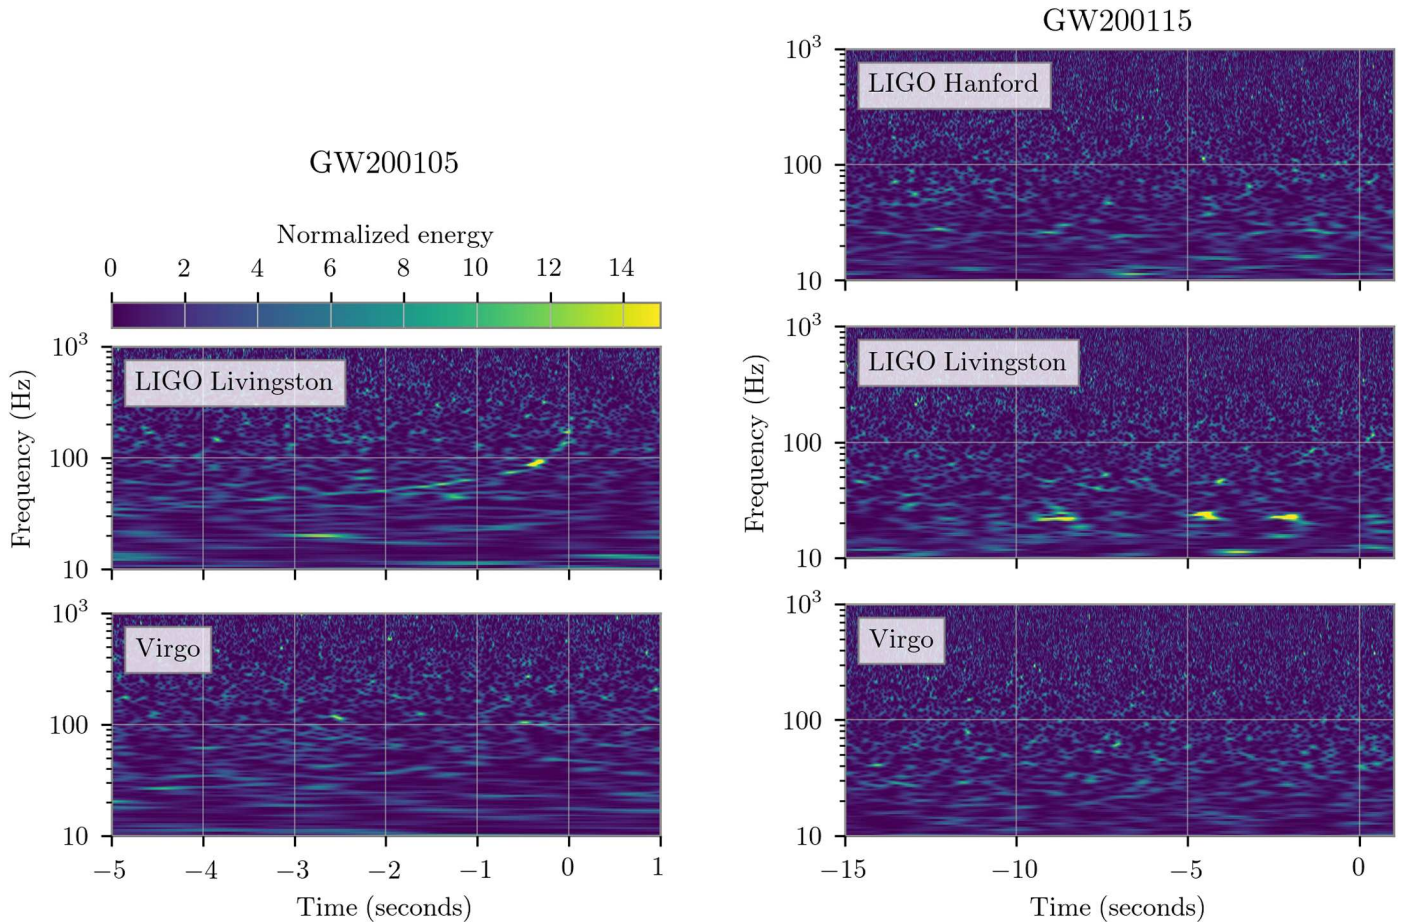 GW200105
Normalized energy
0 2 4 6 8 10 12 14
10³
100
10
Frequency (Hz)
LIGO Livingston
10³
100
10
Virgo
−5 −4 −3 −2 −1 0 1
Time (seconds)
GW200115
10³
100
10
LIGO Hanford
10³
100
10
Frequency (Hz)
LIGO Livingston
10³
100
10
Virgo
−15 −10 −5 0
Time (seconds)